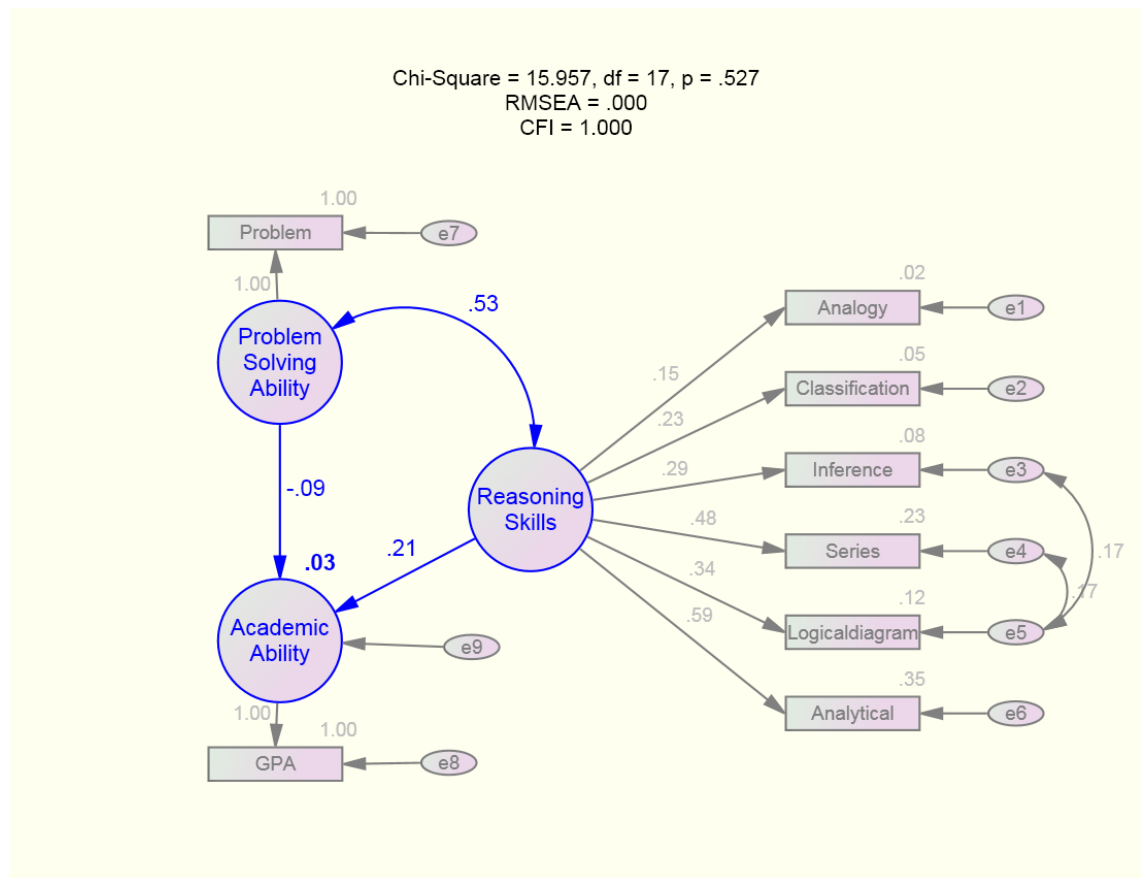 Chi-Square = 15.957, df = 17, p = .527
RMSEA = .000
CFI = 1.000
1.00
Problem
e7
1.00
Problem
Solving
Ability
.53
-.09
.21
.03
Reasoning
Skills
Academic
Ability
e9
1.00
1.00
GPA
e8
.02
Analogy
e1
.15
.05
Classification
e2
.23
.08
Inference
e3
.29
.23
Series
e4
.48
.17
.17
.12
Logicaldiagram
e5
.34
.35
Analytical
e6
.59